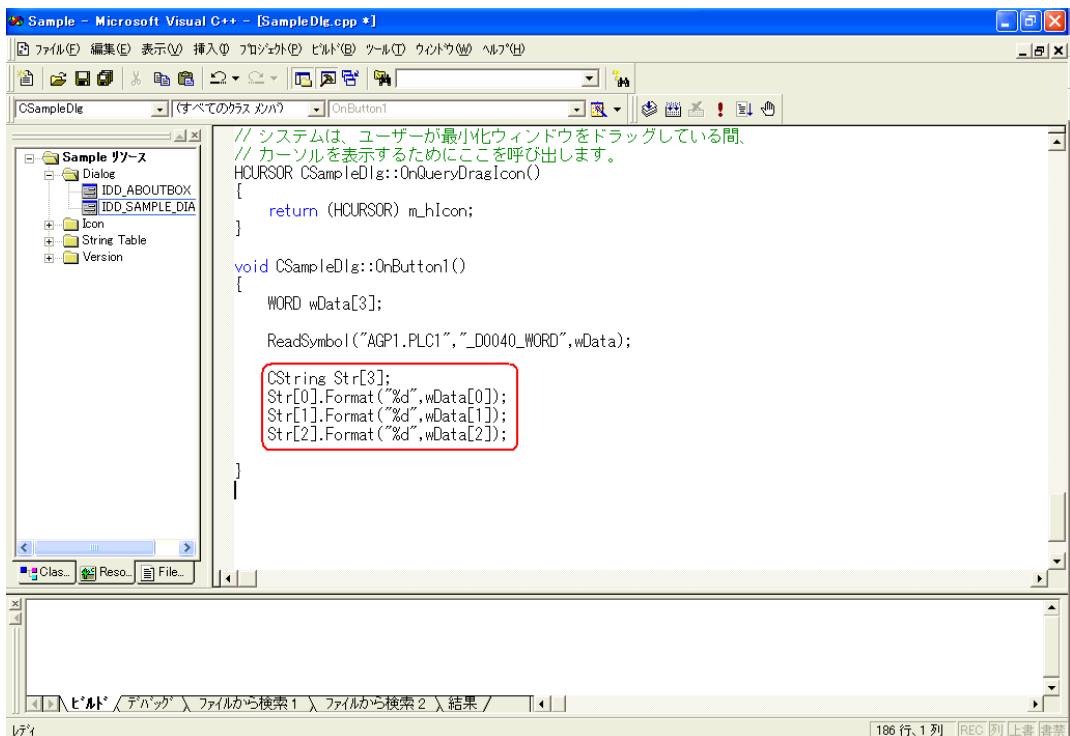 Sample - Microsoft Visual C++ - [SampleDlg.cpp *]
ファイル(F) 編集(E) 表示(V) 挿入(I) プロジェクト(P) ビルド(B) ツール(T) ウィンドウ(W) ヘルプ(H)
CSampleDlg (すべてのクラス メンバ) OnButton1
Sample リソース
Dialog
IDD_ABOUTBOX
IDD_SAMPLE_DIA
Icon
String Table
Version
Clas... Reso... File...
// システムは、ユーザーが最小化ウィンドウをドラッグしている間、
// カーソルを表示するためにここを呼び出します。
HCURSOR CSampleDlg::OnQueryDragIcon()
{
return (HCURSOR) m_hIcon;
}
void CSampleDlg::OnButton1()
{
WORD wData[3];
ReadSymbol("AGP1.PLC1","_D0040_WORD",wData);
CString Str[3];
Str[0].Format("%d",wData[0]);
Str[1].Format("%d",wData[1]);
Str[2].Format("%d",wData[2]);
}
ビルド デバッグ ファイルから検索 1 ファイルから検索 2 結果
レディ 186 行、1 列 REC 列 上書 書禁